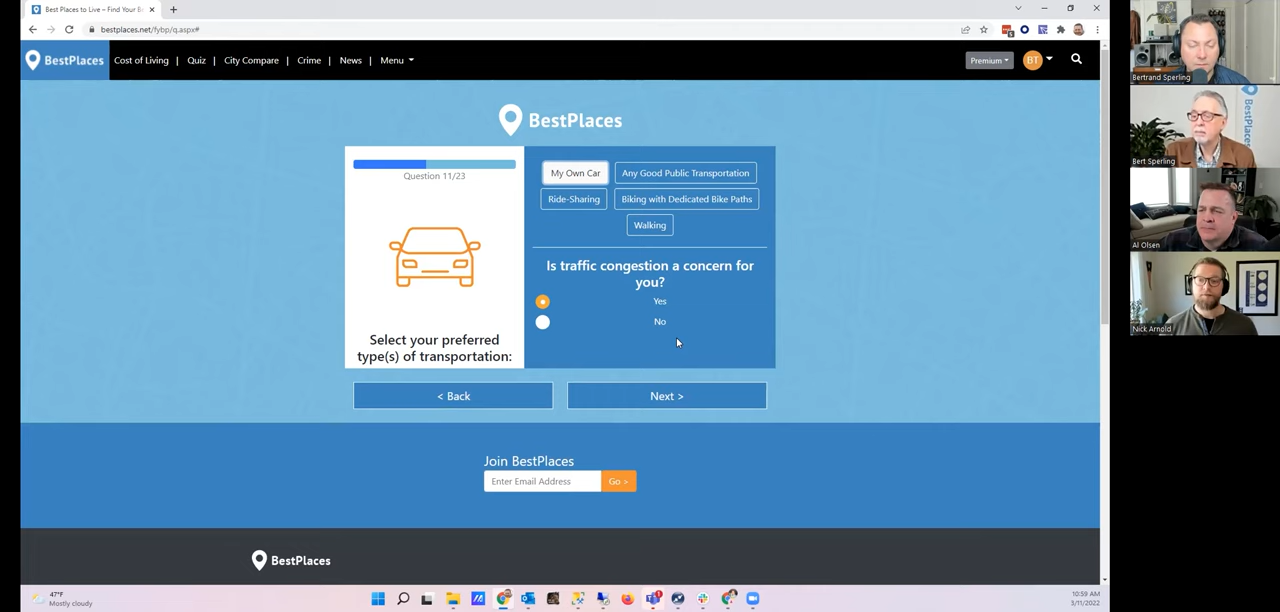 Best Places to Live – Find Your B
bestplaces.net/fybp/q.aspx#
BestPlaces
Cost of Living | Quiz | City Compare | Crime | News | Menu
Premium
BT
BestPlaces
Question 11/23
Select your preferred
type(s) of transportation:
My Own Car
Any Good Public Transportation
Ride-Sharing
Biking with Dedicated Bike Paths
Walking
Is traffic congestion a concern for
you?
Yes
No
< Back
Next >
Join BestPlaces
Enter Email Address
Go >
BestPlaces
47°F
Mostly cloudy
10:59 AM
3/11/2022
Bertrand Sperling
BestPlaces
Bert Sperling
Al Olsen
Nick Arnold